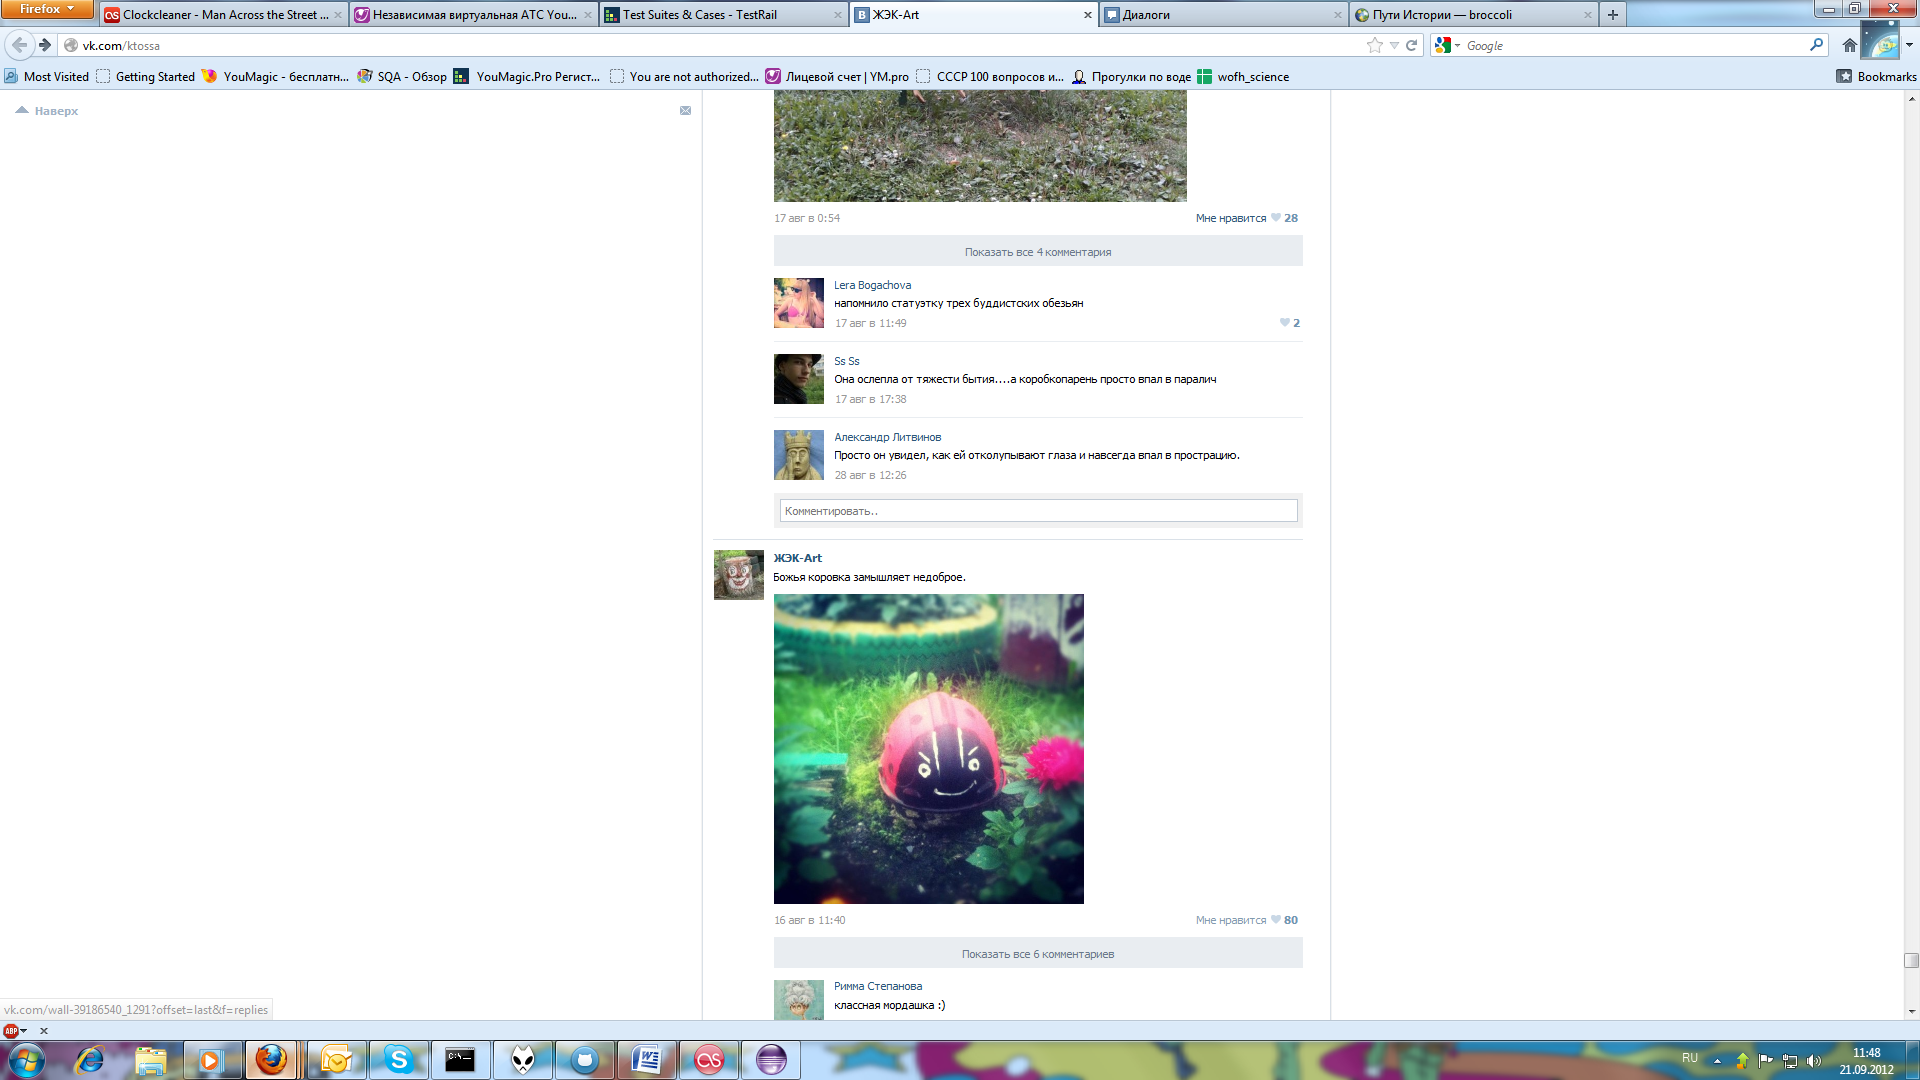 Firefox
Clockcleaner - Man Across the Street ...
Независимая виртуальная АТС You...
Test Suites & Cases - TestRail
В
ЖЭК-Art
Диалоги
Пути Истории — broccoli
vk.com/ktossa
Google
Most Visited
Getting Started
YouMagic - бесплатн...
SQA - Обзор
YouMagic.Pro Регист...
You are not authorized...
Лицевой счет | YM.pro
СССР 100 вопросов и...
Прогулки по воде
wofh_science
Bookmarks
Наверх
17 авг в 0:54
Мне нравится 28
Показать все 4 комментария
Lera Bogachova
напомнило статуэтку трех буддистских обезьян
17 авг в 11:49
2
Ss Ss
Она ослепла от тяжести бытия....а коробкопарень просто впал в паралич
17 авг в 17:38
Александр Литвинов
Просто он увидел, как ей отколупывают глаза и навсегда впал в прострацию.
28 авг в 12:26
Комментировать..
ЖЭК-Art
Божья коровка замышляет недоброе.
16 авг в 11:40
Мне нравится 80
Показать все 6 комментариев
Римма Степанова
классная мордашка :)
vk.com/wall-39186540_1291?offset=last&f=replies
ABP
C:\_
RU
11:48
21.09.2012